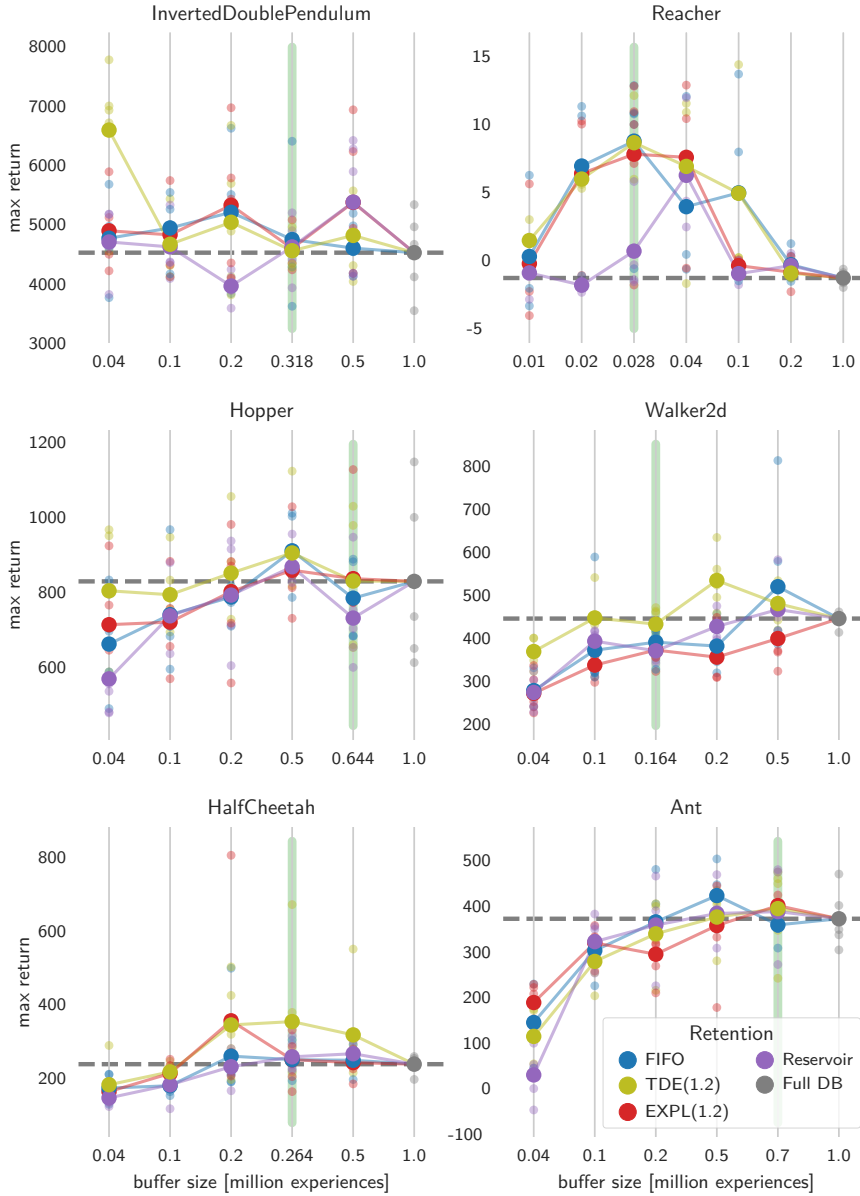 InvertedDoublePendulum
max return
8000
7000
6000
5000
4000
3000
0.04 0.1 0.2 0.318 0.5 1.0
Reacher
15
10
5
0
-5
0.01 0.02 0.028 0.04 0.1 0.2 1.0
Hopper
max return
1200
1000
800
600
0.04 0.1 0.2 0.5 0.644 1.0
Walker2d
800
700
600
500
400
300
200
0.04 0.1 0.164 0.2 0.5 1.0
HalfCheetah
max return
800
600
400
200
0.04 0.1 0.2 0.264 0.5 1.0
buffer size [million experiences]
Ant
500
400
300
200
100
0
-100
Retention
FIFO
TDE(1.2)
EXPL(1.2)
Reservoir
Full DB
0.04 0.1 0.2 0.5 0.7 1.0
buffer size [million experiences]